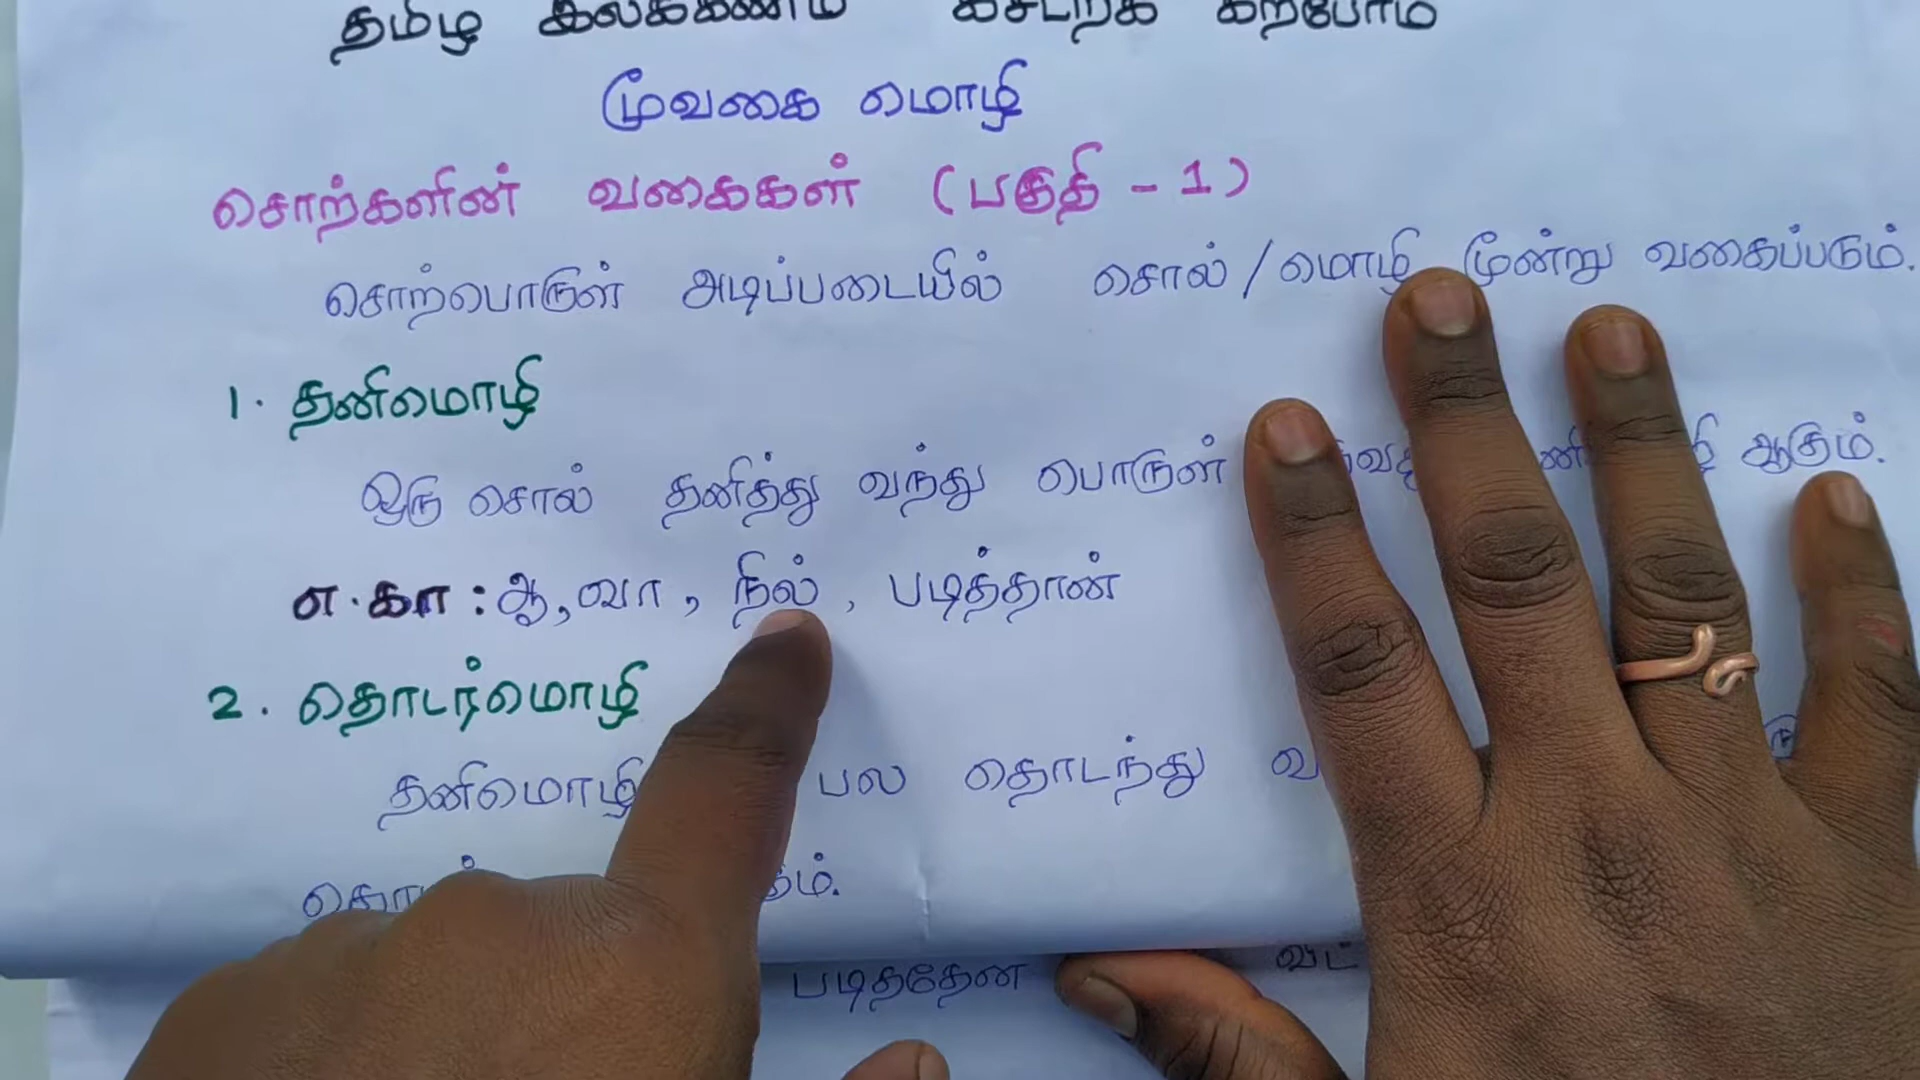 தமிழ் இலக்கணம் கசடறக் கற்போம்
மூவகை மொழி
சொற்களின் வகைகள் (பகுதி - 1)
சொற்பொருள் அடிப்படையில் சொல் / மொழி மூன்று வகைப்படும்.
1. தனிமொழி
ஒரு சொல் தனித்து வந்து பொருள் ஆகும்.
எ.கா : ஆ, வா, நில், படித்தான்
2. தொடர்மொழி
தனிமொழி பல தொடர்ந்து
படித்தேன்